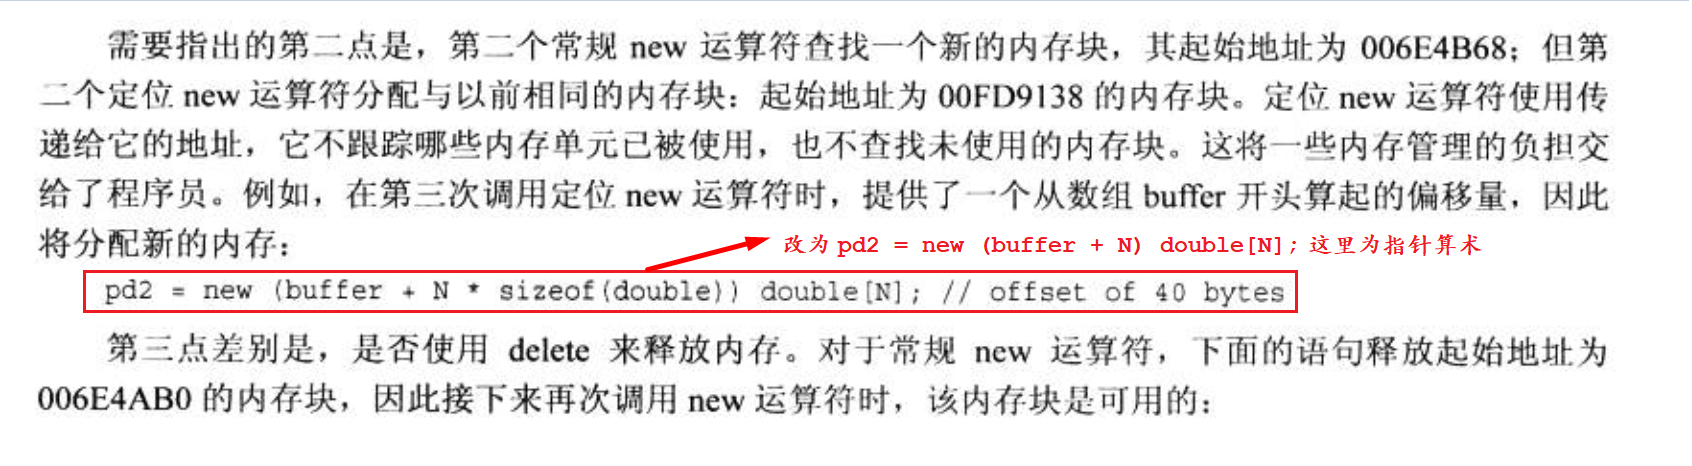 需要指出的第二点是，第二个常规 new 运算符查找一个新的内存块，其起始地址为 006E4B68；但第
二个定位 new 运算符分配与以前相同的内存块：起始地址为 00FD9138 的内存块。定位 new 运算符使用传
递给它的地址，它不跟踪哪些内存单元已被使用，也不查找未使用的内存块。这将一些内存管理的负担交
给了程序员。例如，在第三次调用定位 new 运算符时，提供了一个从数组 buffer 开头算起的偏移量，因此
将分配新的内存：
改为 pd2 = new (buffer + N) double[N]; 这里为指针算术
pd2 = new (buffer + N * sizeof(double)) double[N]; // offset of 40 bytes
第三点差别是，是否使用 delete 来释放内存。对于常规 new 运算符，下面的语句释放起始地址为
006E4AB0 的内存块，因此接下来再次调用 new 运算符时，该内存块是可用的：